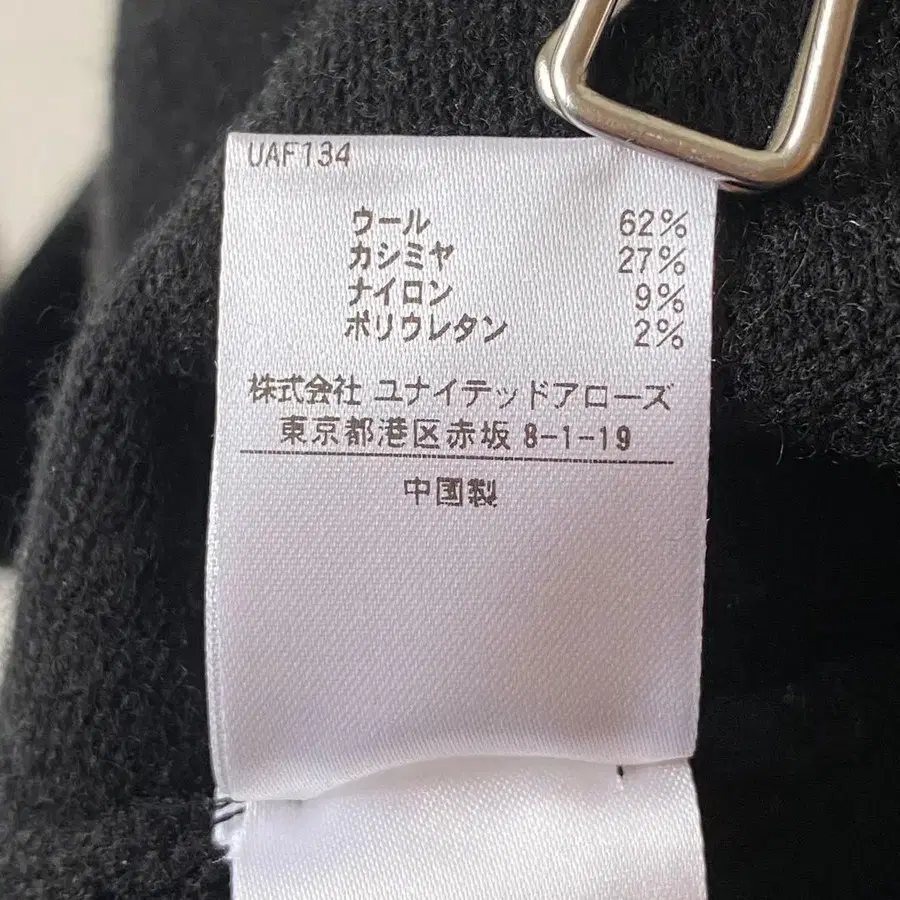 UAF134
ウール 62%
カシミヤ 27%
ナイロン 9%
ポリウレタン 2%
株式会社 ユナイテッドアローズ
東京都港区赤坂 8-1-19
中国製